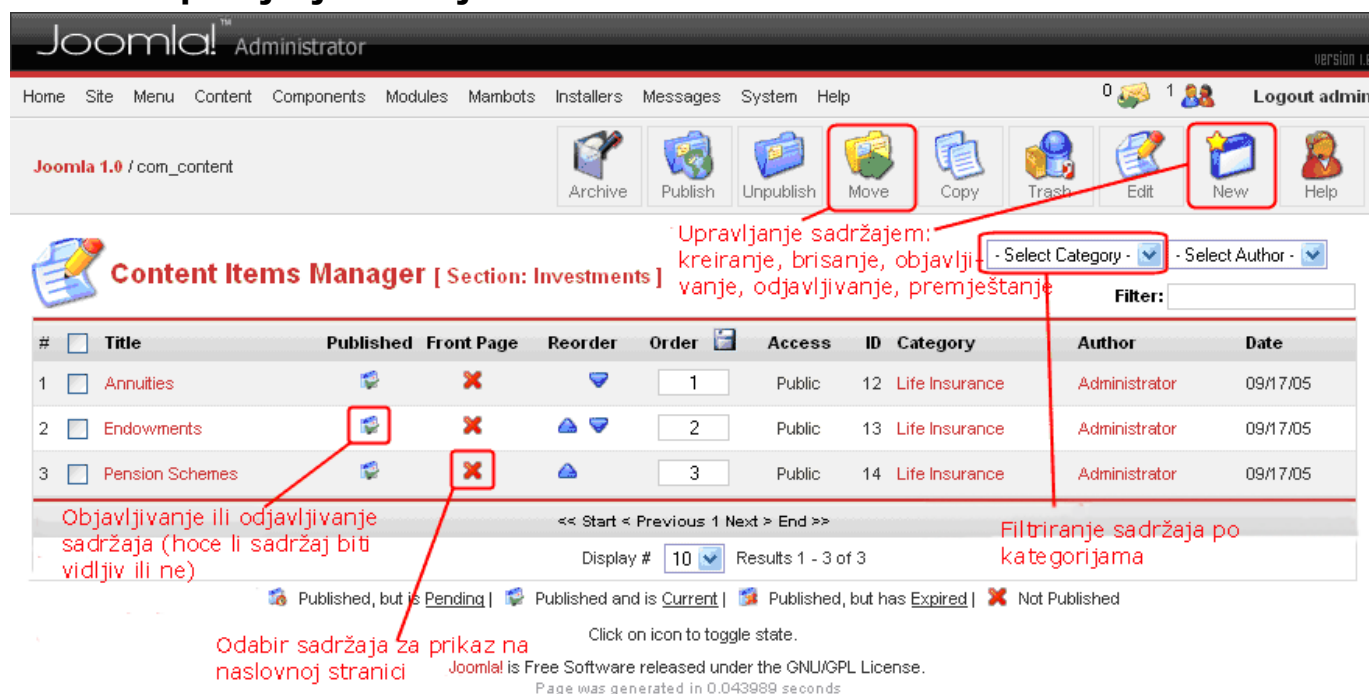 Joomla!™ Administrator
version 1.
Home Site Menu Content Components Modules Mambots Installers Messages System Help 0 1 Logout admin
Joomla 1.0 / com_content
Archive Publish Unpublish Move Copy Trash Edit New Help
Upravljanje sadržajem:
kreiranje, brisanje, objavlji-
vanje, odjavljivanje, premještanje
- Select Category - - Select Author -
Content Items Manager [ Section: Investments ]
Filter:
# Title Published Front Page Reorder Order Access ID Category Author Date
1 Annuities 1 Public 12 Life Insurance Administrator 09/17/05
2 Endowments 2 Public 13 Life Insurance Administrator 09/17/05
3 Pension Schemes 3 Public 14 Life Insurance Administrator 09/17/05
Objavljivanje ili odjavljivanje
sadržaja (hoce li sadržaj biti
vidljiv ili ne)
<< Start < Previous 1 Next > End >>
Display # 10 Results 1 - 3 of 3
Filtriranje sadržaja po
kategorijama
Published, but is Pending | Published and is Current | Published, but has Expired | Not Published
Click on icon to toggle state.
Odabir sadržaja za prikaz na
naslovnoj stranici
Joomla! is Free Software released under the GNU/GPL License.
Page was generated in 0.043989 seconds